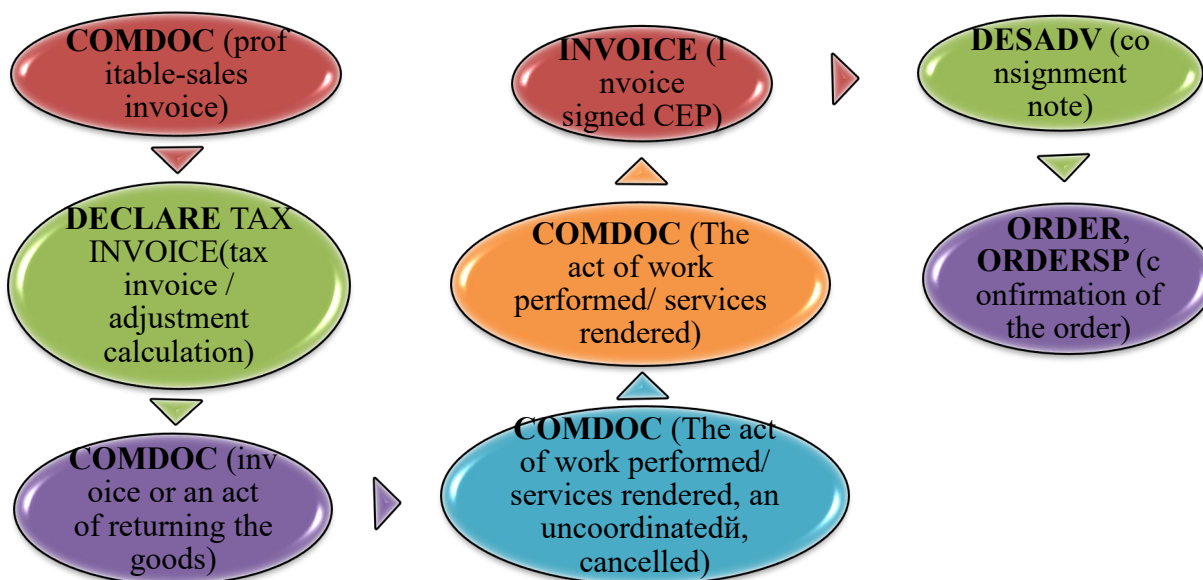 COMDOC (prof
itable-sales
invoice)
DECLARE TAX
INVOICE(tax
invoice /
adjustment
calculation)
COMDOC (inv
oice or an act
of returning the
goods)
COMDOC (The act
of work performed/
services rendered, an
uncoordinatedй,
cancelled)
COMDOC (The
act of work
performed/ services
rendered)
INVOICE (I
nvoice
signed CEP)
DESADV (co
nsignment
note)
ORDER,
ORDERSP (c
onfirmation of
the order)